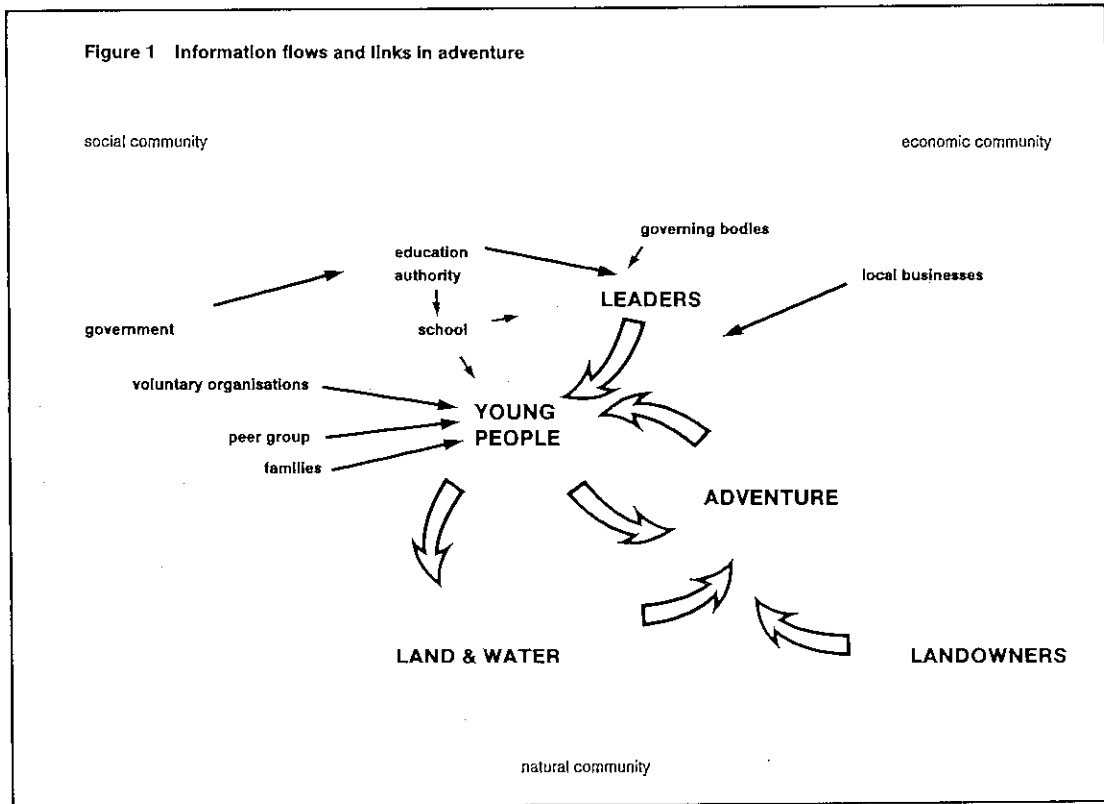 Figure 1 Information flows and links in adventure
social community
economic community
governing bodies
education
authority
local businesses
LEADERS
school
government
voluntary organisations
YOUNG
PEOPLE
peer group
families
ADVENTURE
LAND & WATER
LANDOWNERS
natural community